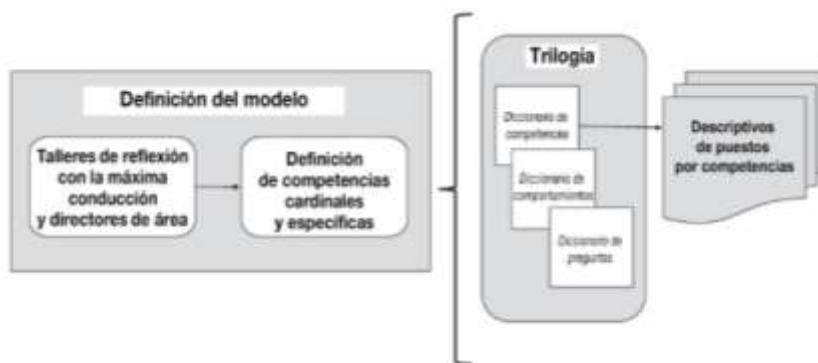 Definición del modelo
Talleres de reflexión
con la máxima
conducción
y directores de área
Definición
de competencias
cardinales
y específicas
Trilogía
Diccionario de
competencias
Diccionario de
comportamientos
Diccionario de
preguntas
Descriptivos
de puestos
por competencias